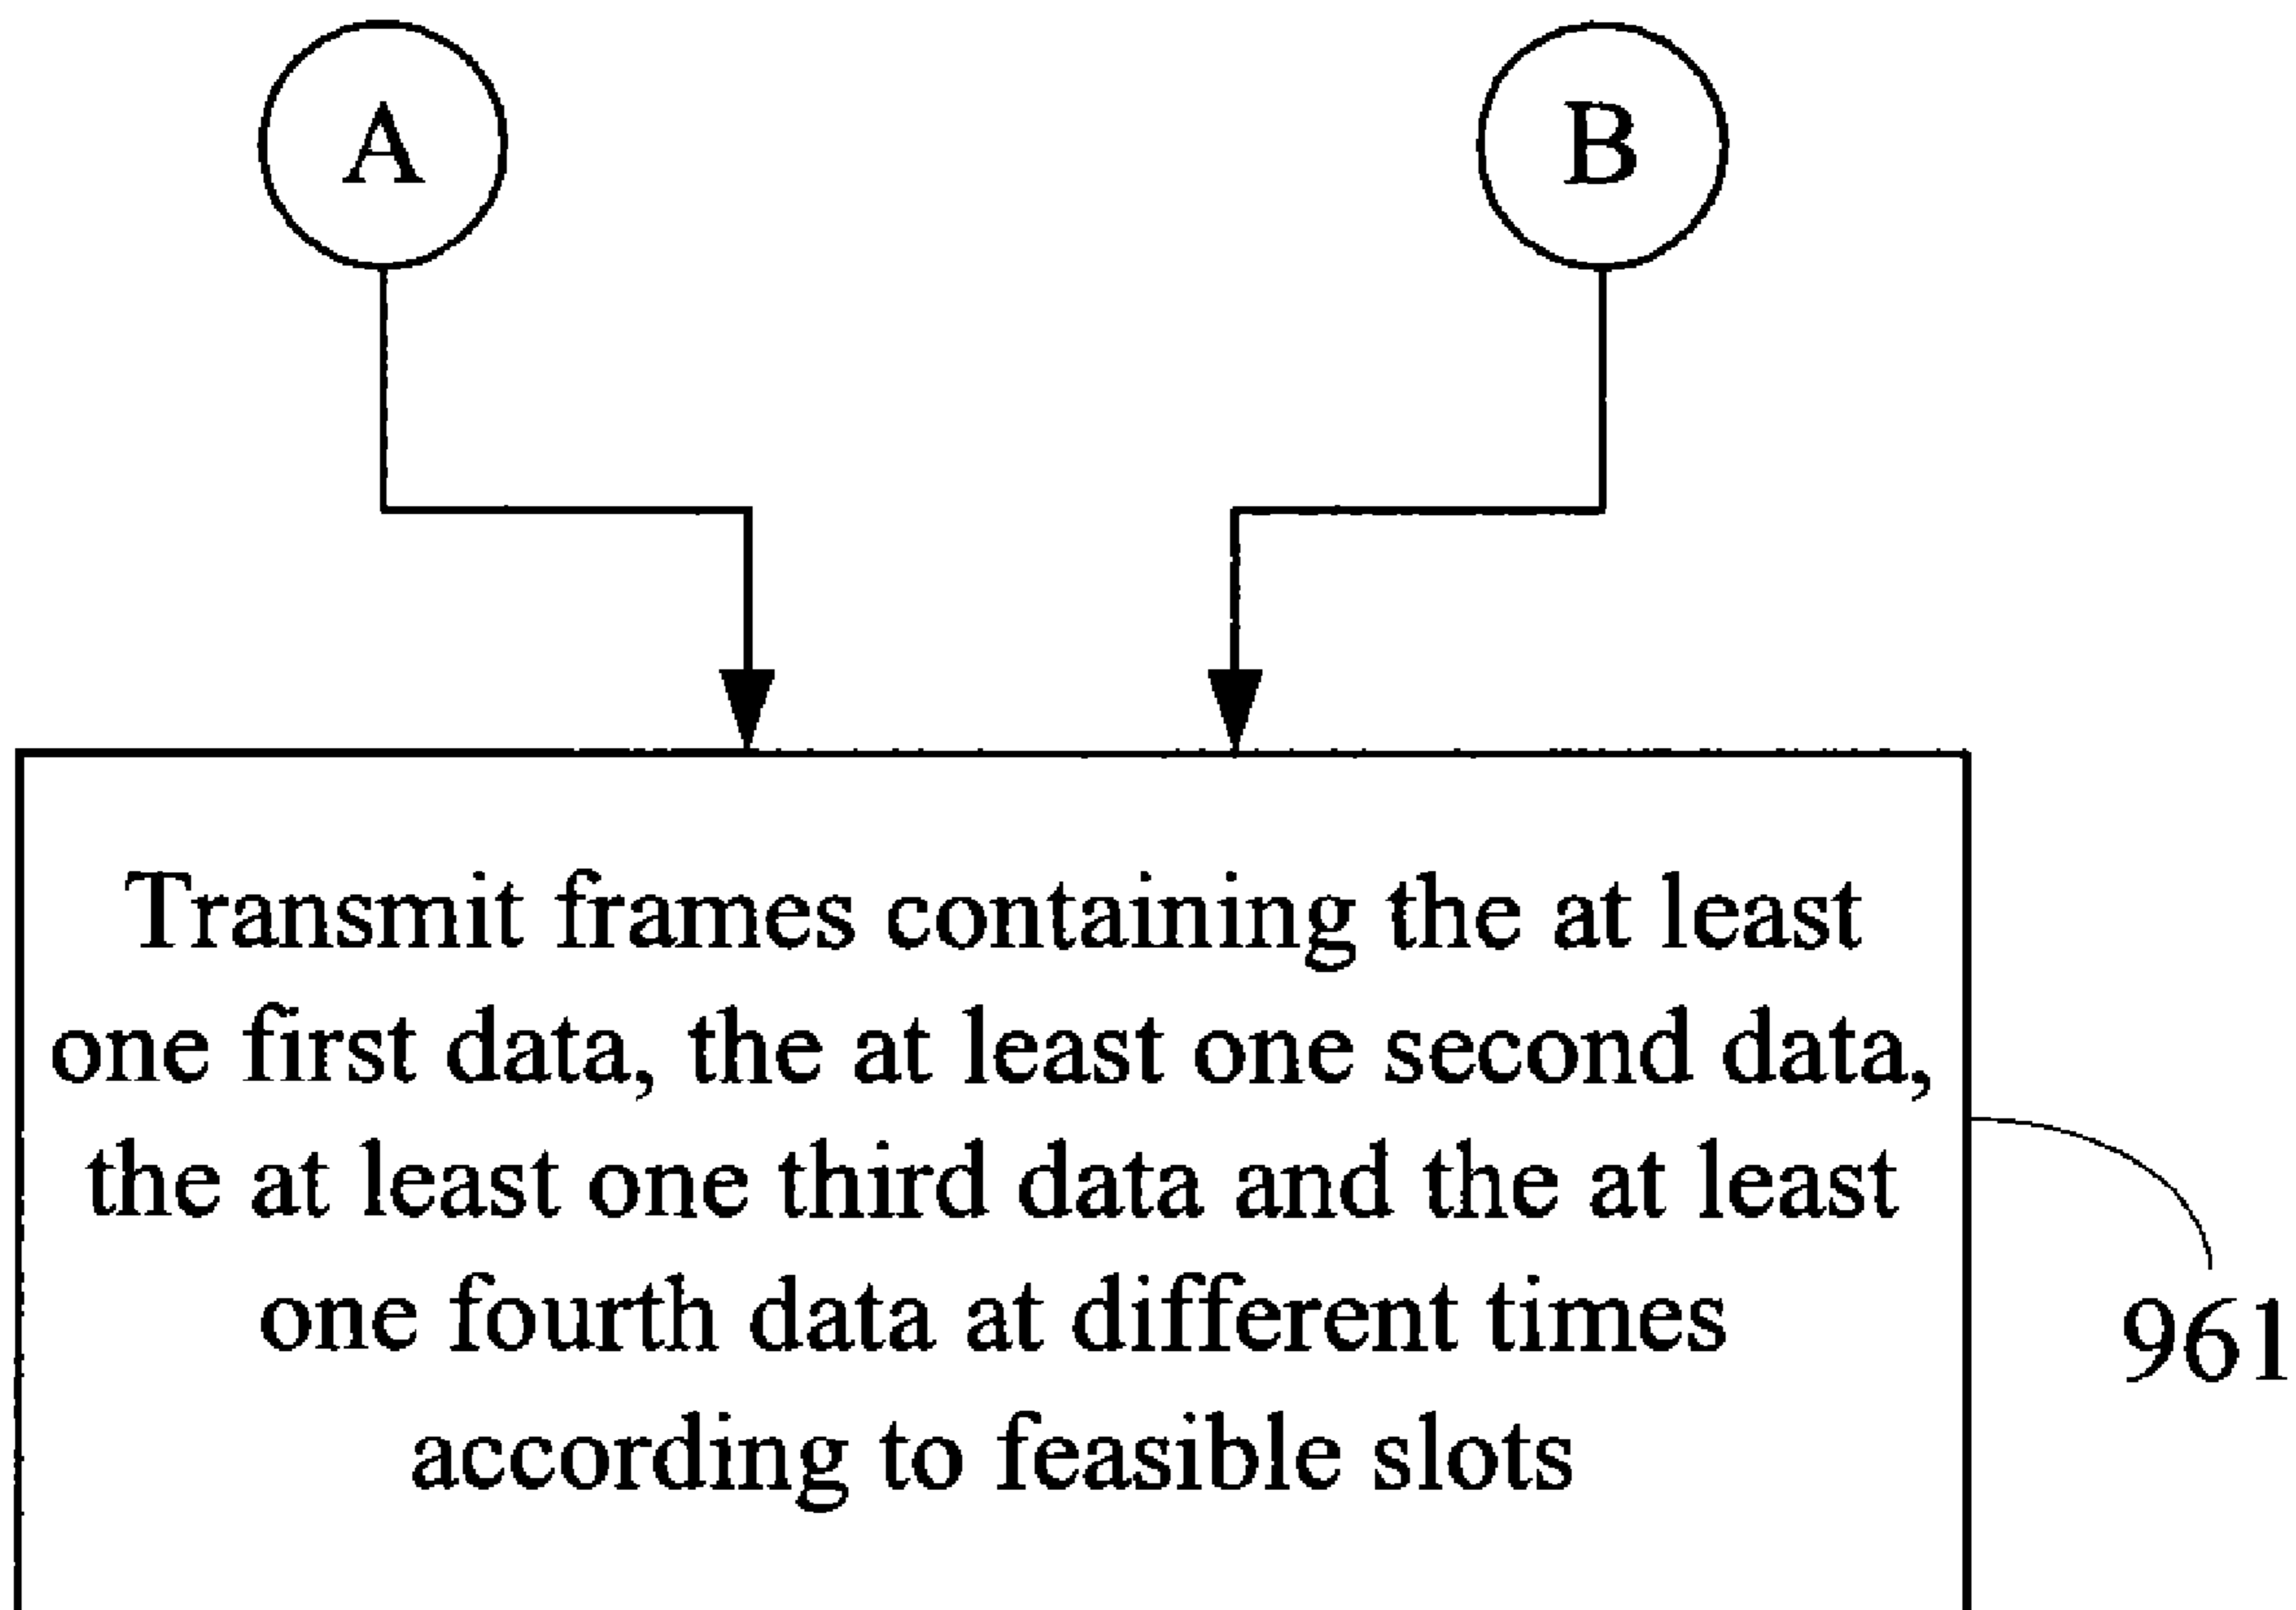 A
B
Transmit frames containing the at least
one first data, the at least one second data,
the at least one third data and the at least
one fourth data at different times
according to feasible slots
961